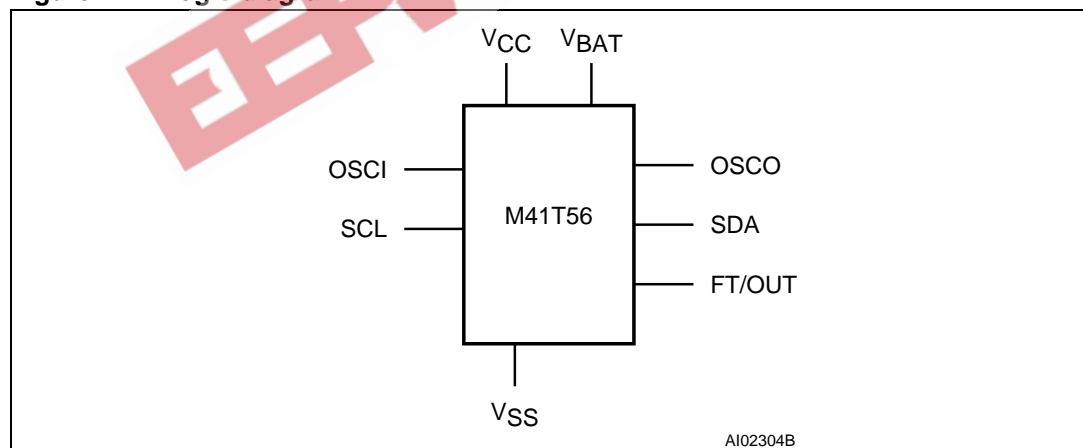 VCC VBAT
OSCI OSCO
M41T56
SCL SDA
FT/OUT
VSS
AI02304B